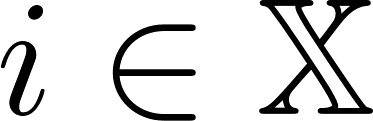 i ∈ 𝕏